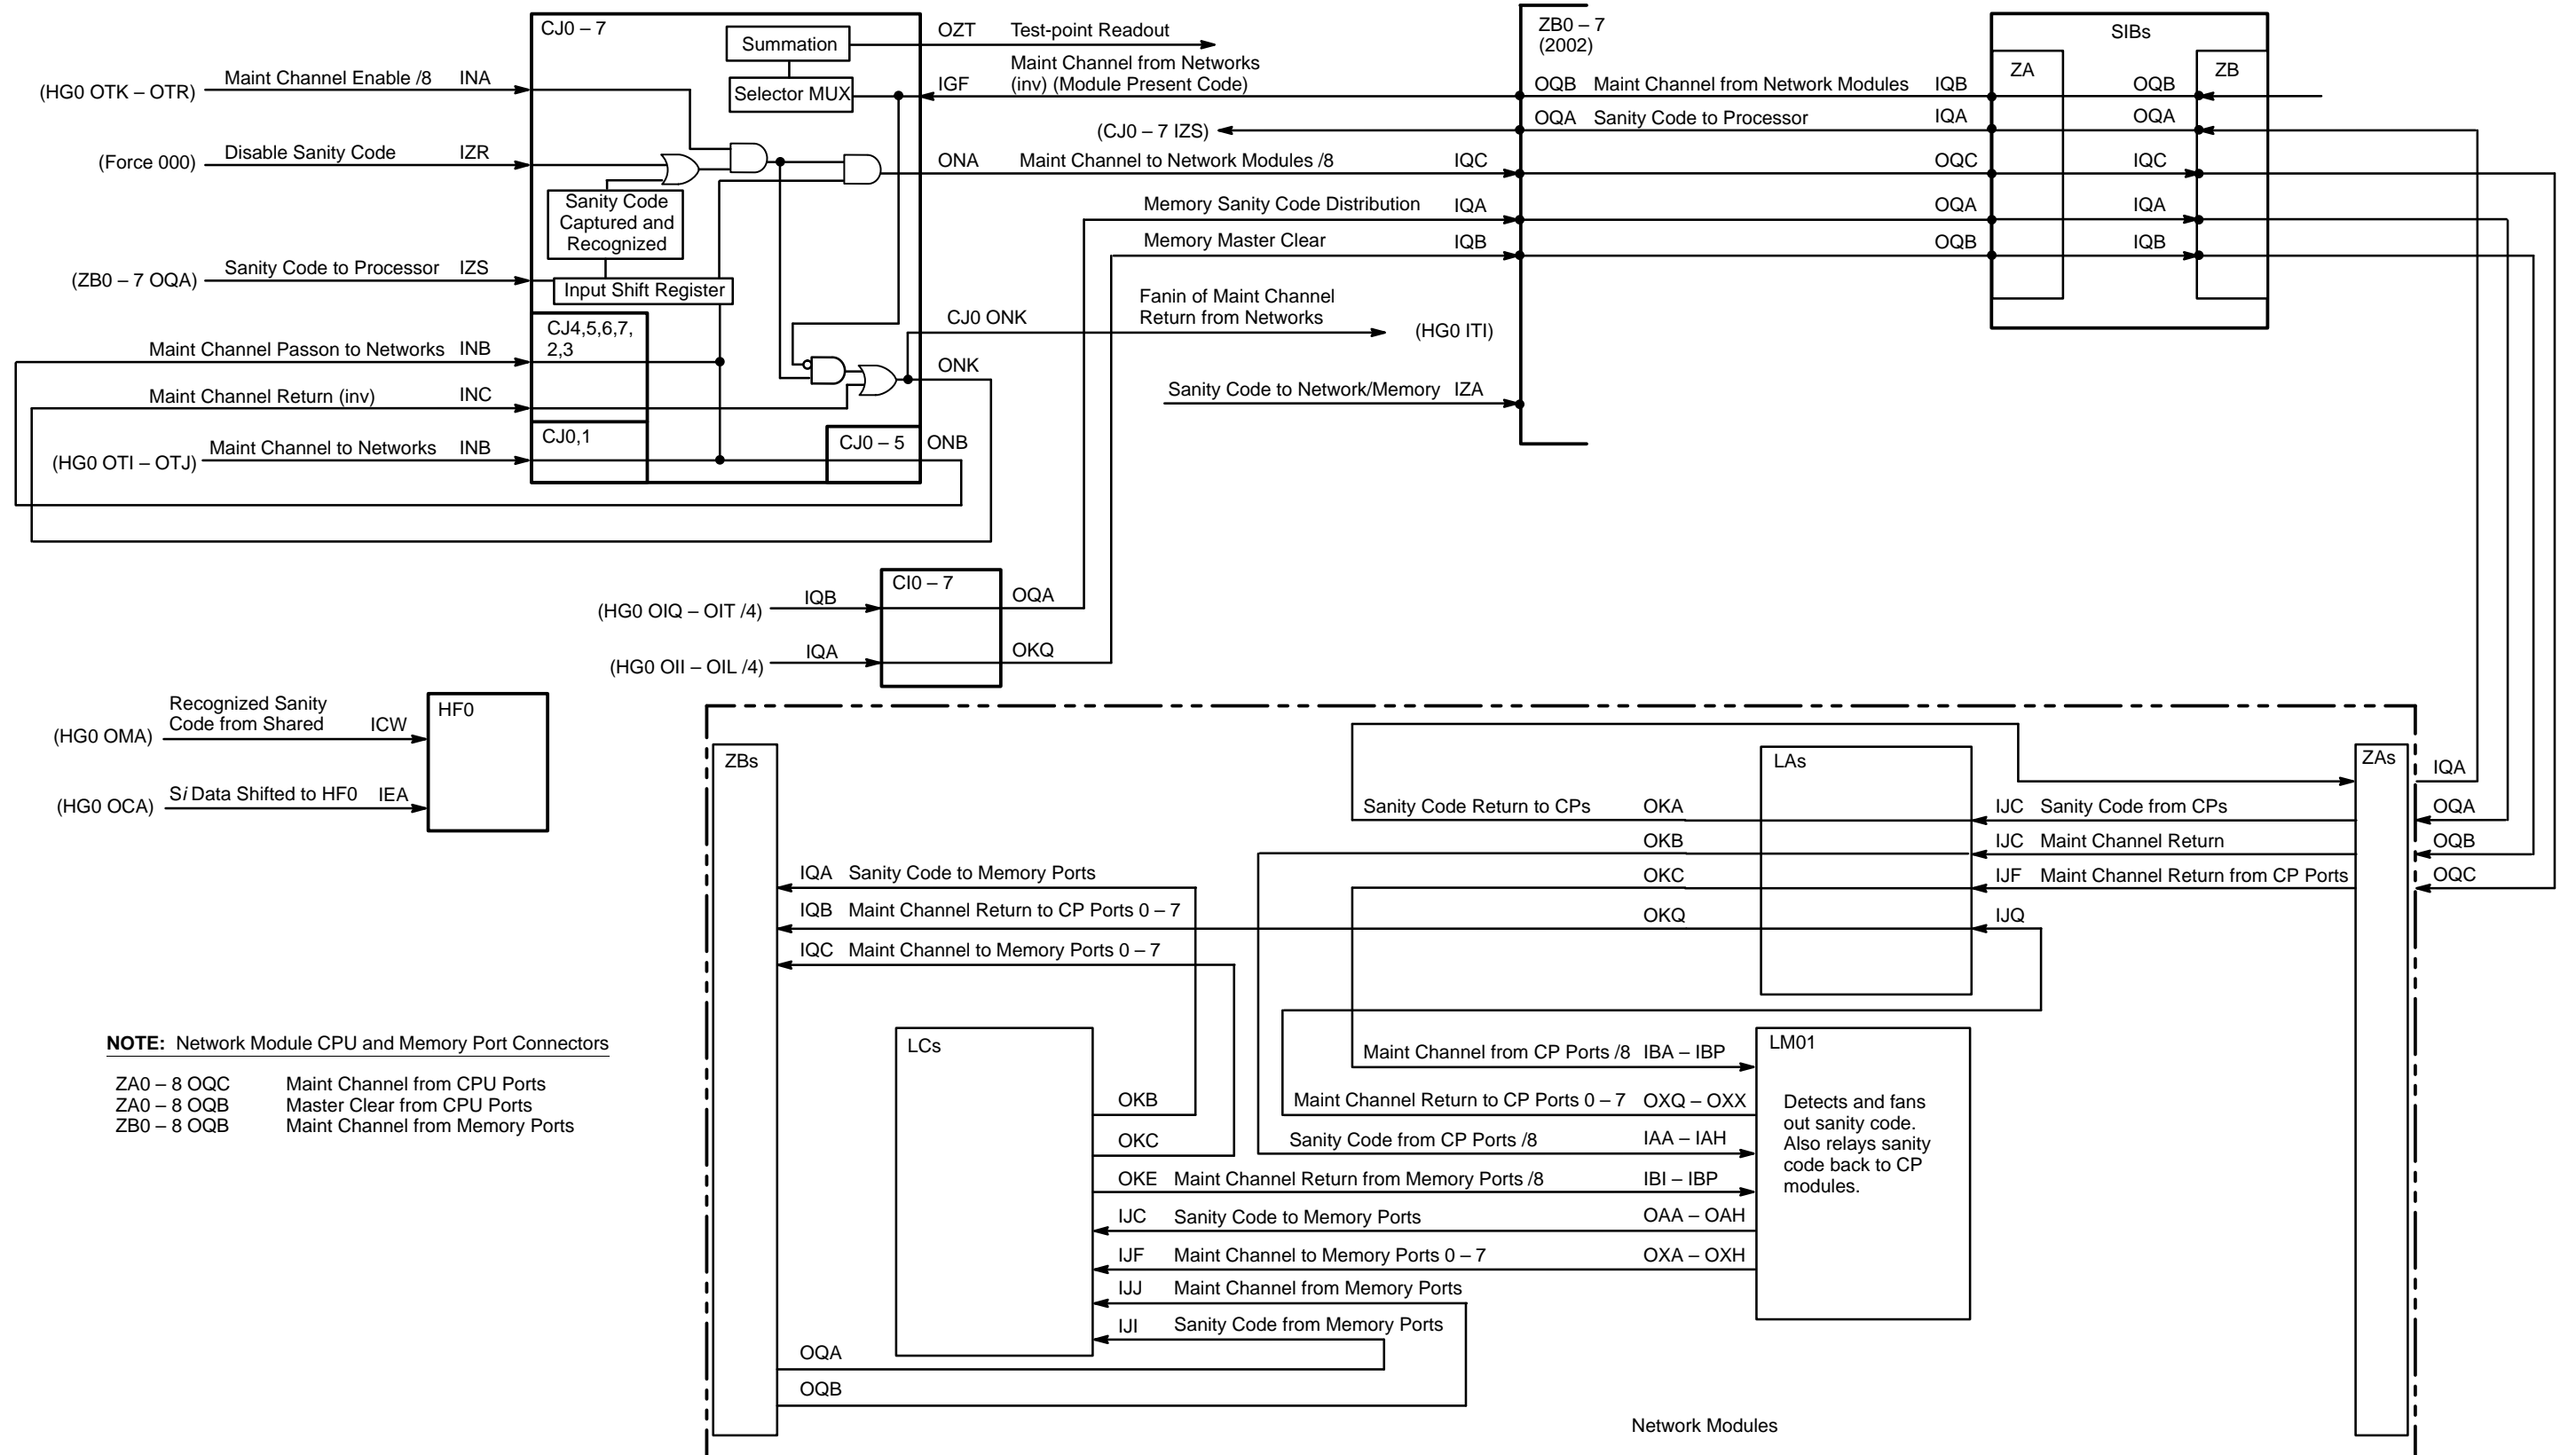 CJ0 – 7
Summation
OZT Test-point Readout
Selector MUX
IGF Maint Channel from Networks
(inv) (Module Present Code)
(HG0 OTK – OTR) Maint Channel Enable /8 INA
(Force 000) Disable Sanity Code IZR
Sanity Code
Captured and
Recognized
(ZB0 – 7 OQA) Sanity Code to Processor IZS
Input Shift Register
CJ4,5,6,7,
2,3
Maint Channel Passon to Networks INB
Maint Channel Return (inv) INC
CJ0,1
(HG0 OTI – OTJ) Maint Channel to Networks INB
CJ0 – 5 ONB
(CJ0 – 7 IZS)
ONA Maint Channel to Network Modules /8 IQC
Memory Sanity Code Distribution IQA
Memory Master Clear IQB
Fanin of Maint Channel
Return from Networks
CJ0 ONK (HG0 ITI)
ONK
Sanity Code to Network/Memory IZA
ZB0 – 7
(2002)
OQB Maint Channel from Network Modules IQB
OQA Sanity Code to Processor IQA
OQC
OQA
OQB
SIBs
ZA ZB
OQB
OQA
IQC
IQA
IQB
CI0 – 7
(HG0 OIQ – OIT /4) IQB OQA
(HG0 OII – OIL /4) IQA OKQ
HF0
Recognized Sanity
Code from Shared
(HG0 OMA) ICW
(HG0 OCA) Si Data Shifted to HF0 IEA
ZBs
LAs
ZAs
IQA
Sanity Code Return to CPs OKA IJC Sanity Code from CPs OQA
OKB IJC Maint Channel Return OQB
OKC IJF Maint Channel Return from CP Ports OQC
OKQ IJQ
IQA Sanity Code to Memory Ports
IQB Maint Channel Return to CP Ports 0 – 7
IQC Maint Channel to Memory Ports 0 – 7
LCs
LM01
Maint Channel from CP Ports /8 IBA – IBP
Maint Channel Return to CP Ports 0 – 7 OXQ – OXX
Sanity Code from CP Ports /8 IAA – IAH
Detects and fans
out sanity code.
Also relays sanity
code back to CP
modules.
OKB
OKC
OKE Maint Channel Return from Memory Ports /8 IBI – IBP
IJC Sanity Code to Memory Ports OAA – OAH
IJF Maint Channel to Memory Ports 0 – 7 OXA – OXH
IJJ Maint Channel from Memory Ports
IJI Sanity Code from Memory Ports
OQA
OQB
Network Modules
NOTE: Network Module CPU and Memory Port Connectors
ZA0 – 8 OQC Maint Channel from CPU Ports
ZA0 – 8 OQB Master Clear from CPU Ports
ZB0 – 8 OQB Maint Channel from Memory Ports